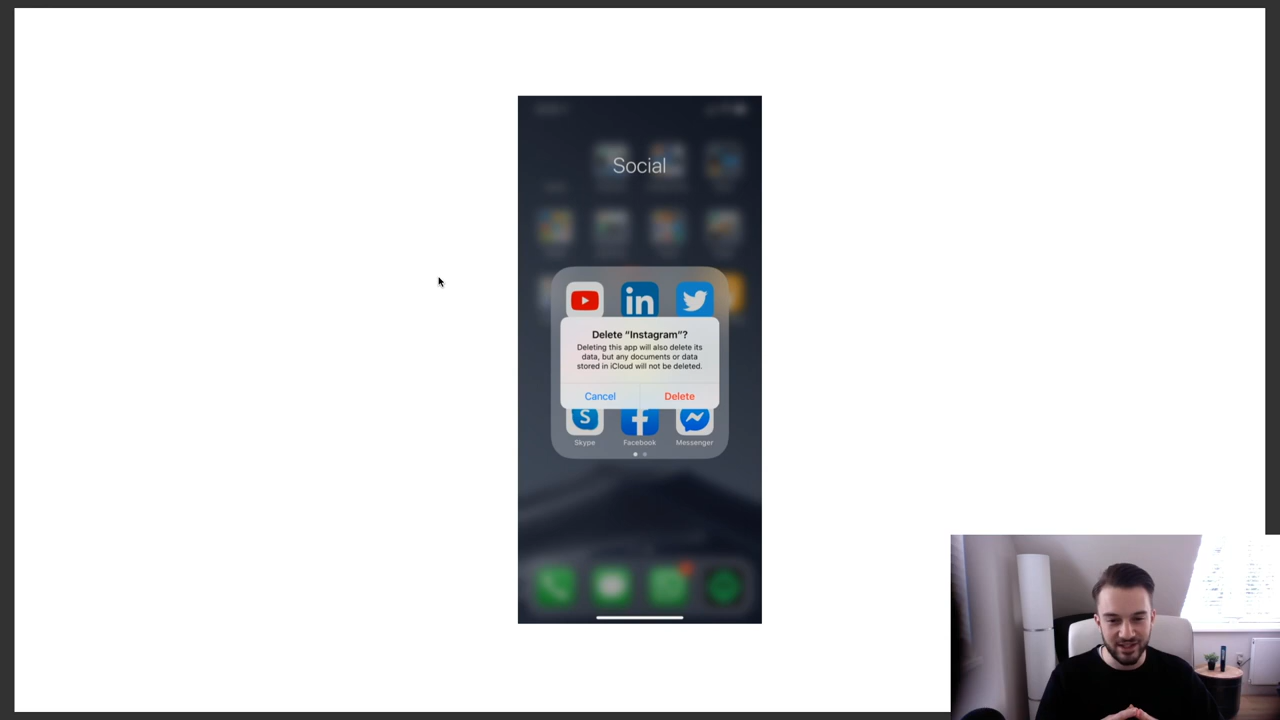 Social
in
Delete “Instagram”?
Deleting this app will also delete its
data, but any documents or data
stored in iCloud will not be deleted.
Cancel
Delete
S
f
Skype
Facebook
Messenger